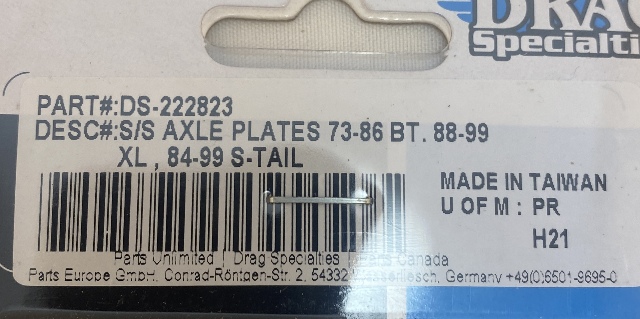 DRAG
Specialti
PART#:DS-222823
DESC#:S/S AXLE PLATES 73-86 BT. 88-99
XL , 84-99 S-TAIL
MADE IN TAIWAN
U OF M : PR
H21
Parts Unlimited | Drag Specialties | Parts Canada
Parts Europe GmbH, Conrad-Röntgen-Str. 2, 54332 Germany +49(0)6501-9695-0